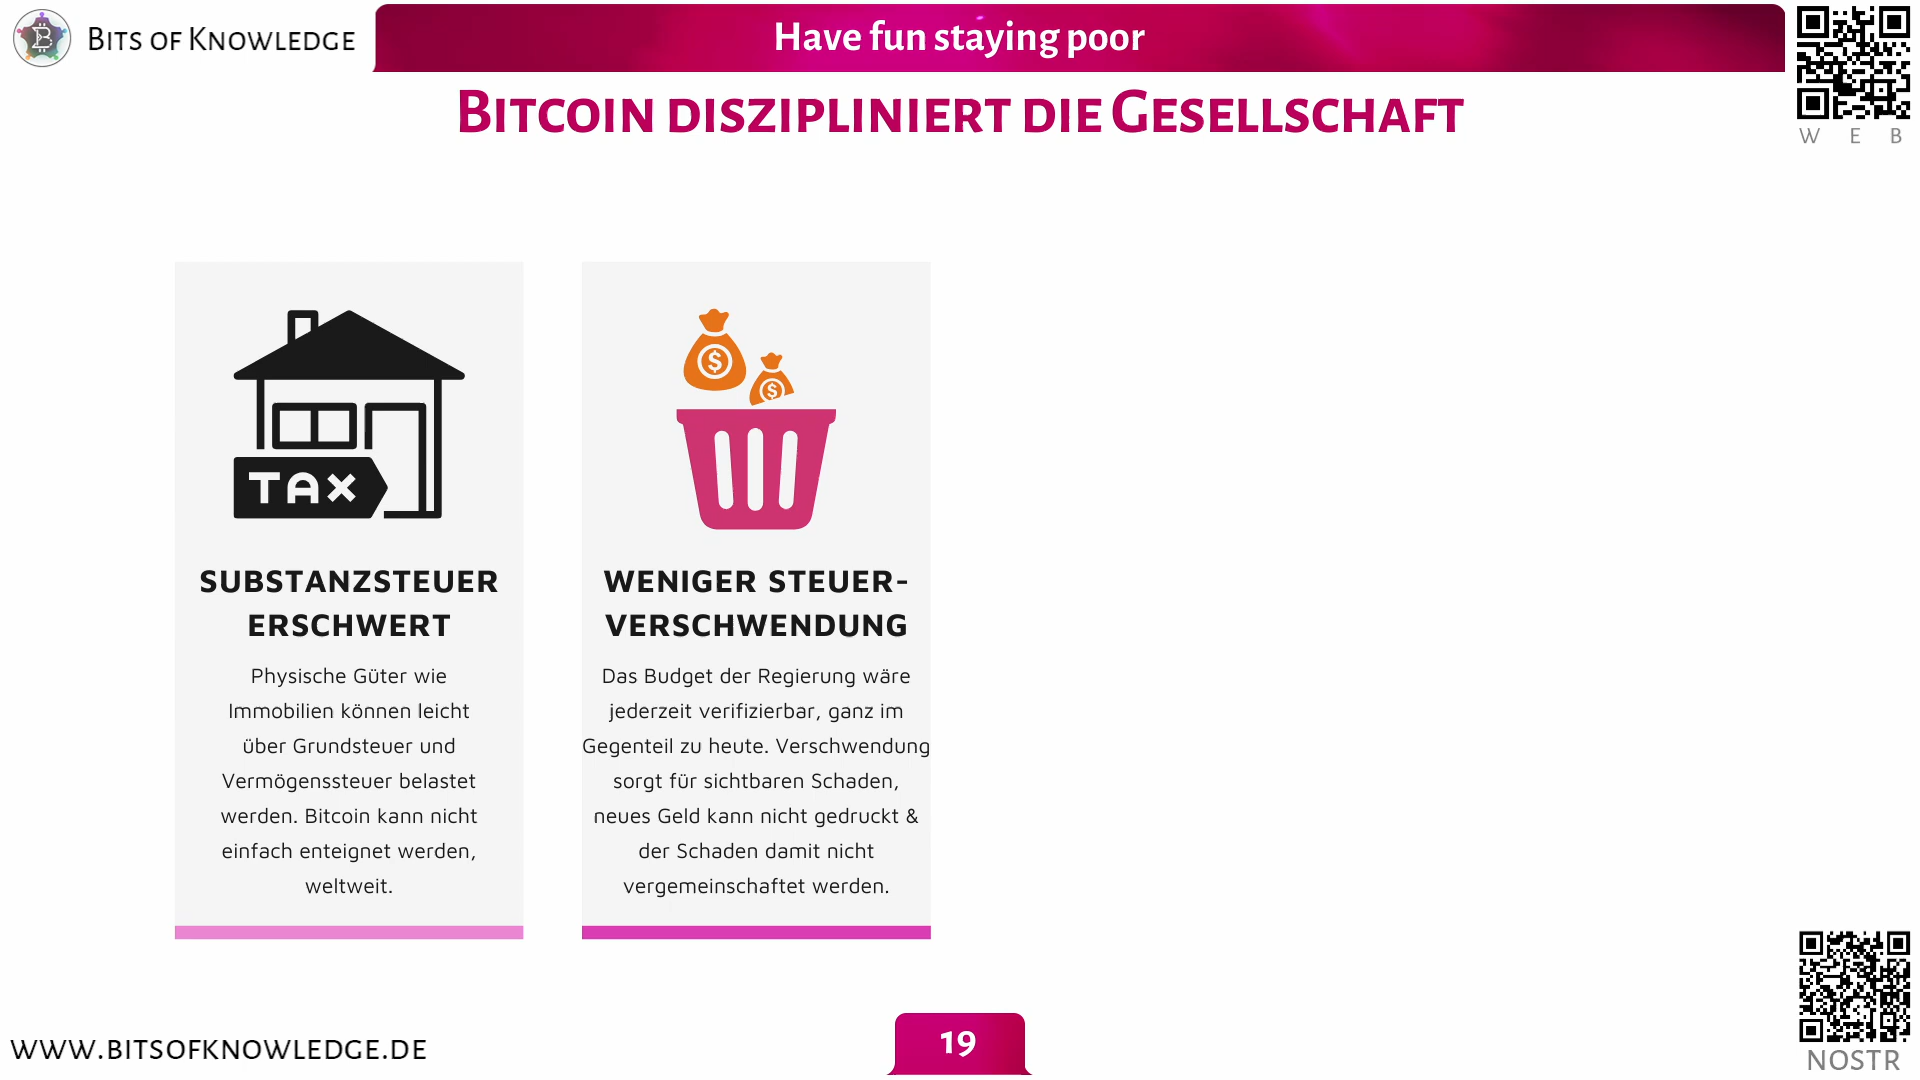 Bits of Knowledge
Have fun staying poor
W E B
Bitcoin diszipliniert die Gesellschaft
TAX
SUBSTANZSTEUER
ERSCHWERT
Physische Güter wie
Immobilien können leicht
über Grundsteuer und
Vermögenssteuer belastet
werden. Bitcoin kann nicht
einfach enteignet werden,
weltweit.
$
$
WENIGER STEUER-
VERSCHWENDUNG
Das Budget der Regierung wäre
jederzeit verifizierbar, ganz im
Gegenteil zu heute. Verschwendung
sorgt für sichtbaren Schaden,
neues Geld kann nicht gedruckt &
der Schaden damit nicht
vergemeinschaftet werden.
www.bitsofknowledge.de
19
NOSTR